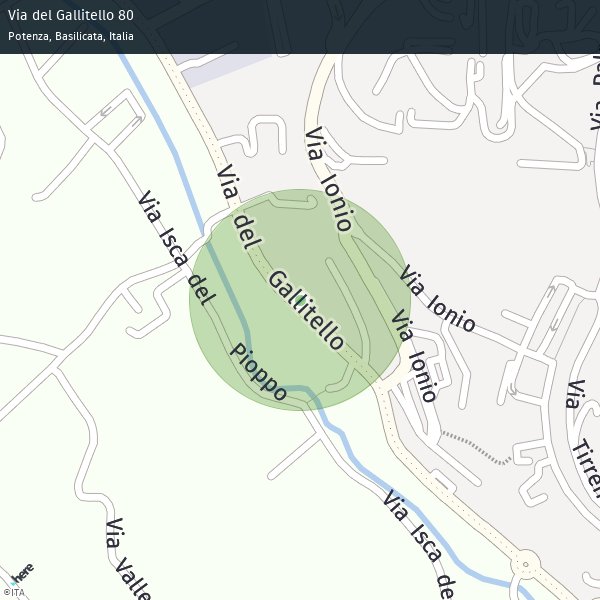 Via del Gallitello 80
Potenza, Basilicata, Italia
Via Ionio
Via del Gallitello
Via Isca del Pioppo
Via Ionio
Via Ionio
Via
Tirren
Via Isca de
Via Valle
here
©ITA